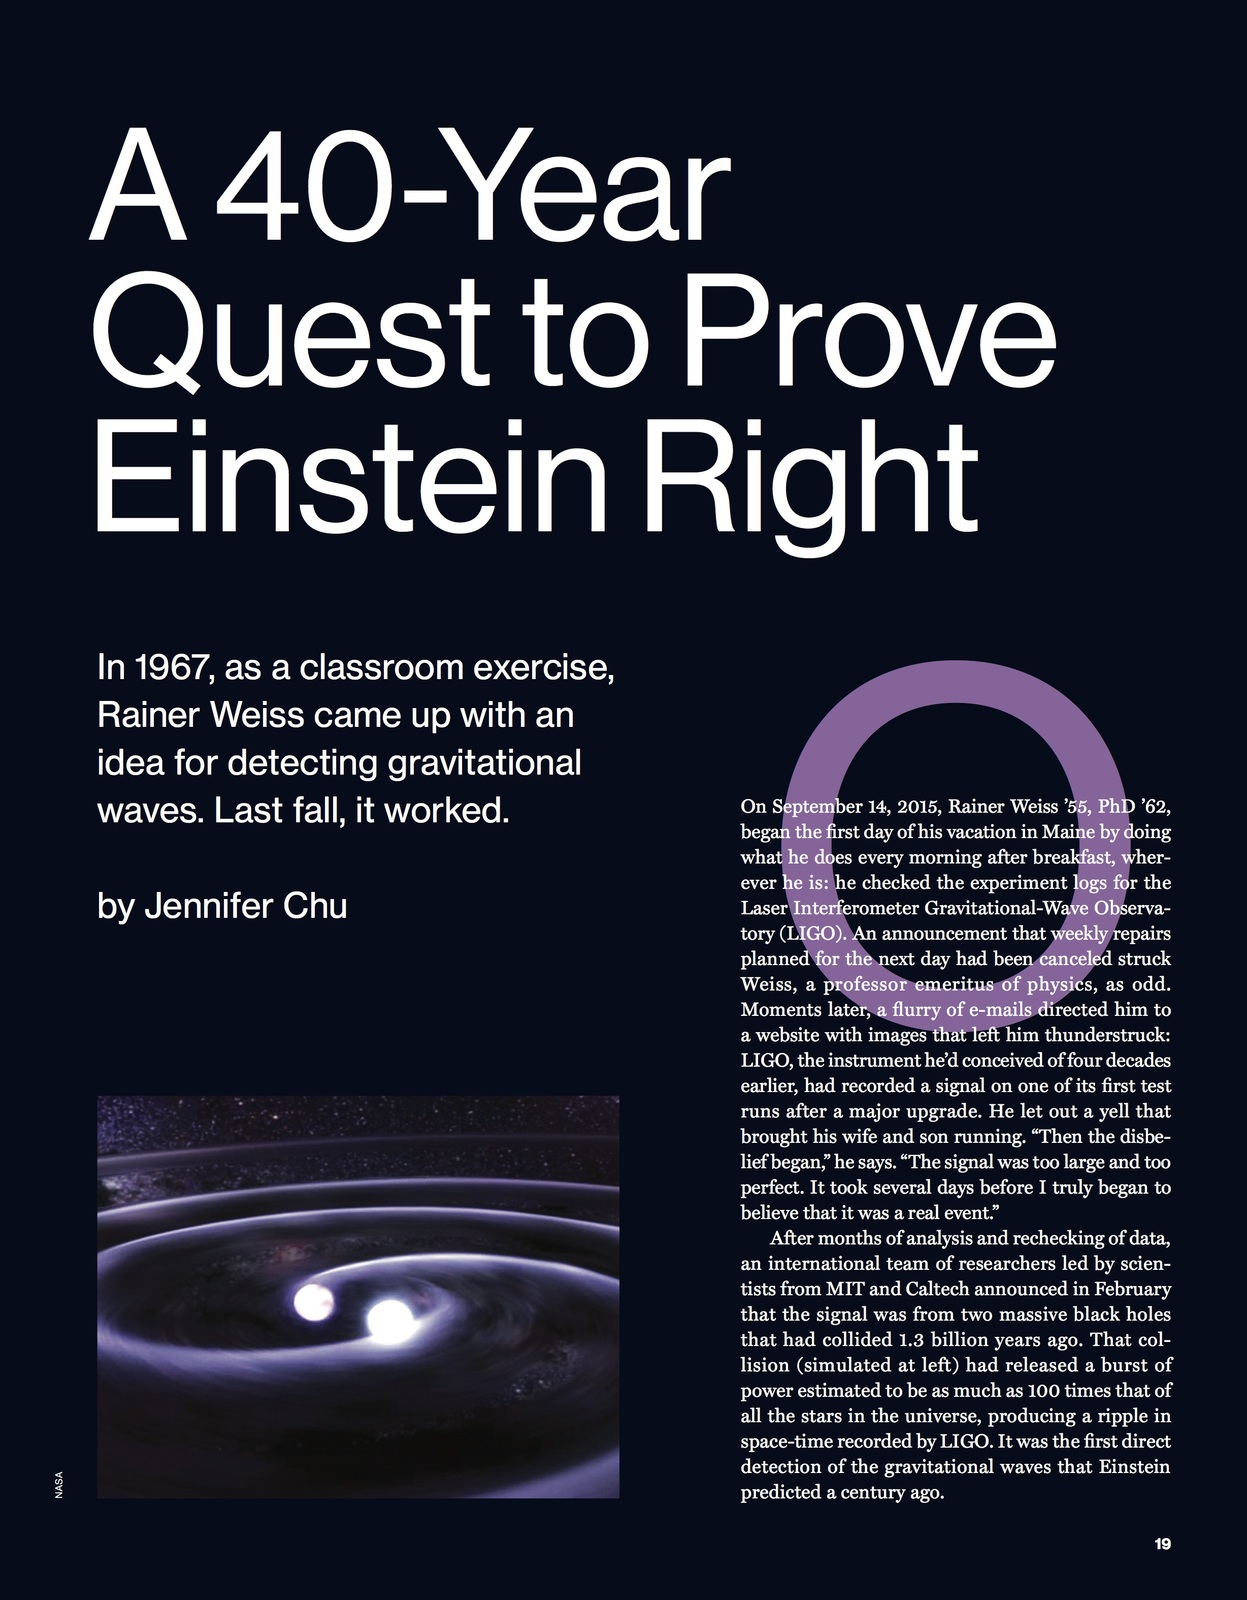 A 40-Year
Quest to Prove
Einstein Right
In 1967, as a classroom exercise,
Rainer Weiss came up with an
idea for detecting gravitational
waves. Last fall, it worked.
by Jennifer Chu
O
On September 14, 2015, Rainer Weiss ’55, PhD ’62,
began the first day of his vacation in Maine by doing
what he does every morning after breakfast, wher-
ever he is: he checked the experiment logs for the
Laser Interferometer Gravitational-Wave Observa-
tory (LIGO). An announcement that weekly repairs
planned for the next day had been canceled struck
Weiss, a professor emeritus of physics, as odd.
Moments later, a flurry of e-mails directed him to
a website with images that left him thunderstruck:
LIGO, the instrument he’d conceived of four decades
earlier, had recorded a signal on one of its first test
runs after a major upgrade. He let out a yell that
brought his wife and son running. “Then the disbe-
lief began,” he says. “The signal was too large and too
perfect. It took several days before I truly began to
believe that it was a real event.”
After months of analysis and rechecking of data,
an international team of researchers led by scien-
tists from MIT and Caltech announced in February
that the signal was from two massive black holes
that had collided 1.3 billion years ago. That col-
lision (simulated at left) had released a burst of
power estimated to be as much as 100 times that of
all the stars in the universe, producing a ripple in
space-time recorded by LIGO. It was the first direct
detection of the gravitational waves that Einstein
predicted a century ago.
NASA
19